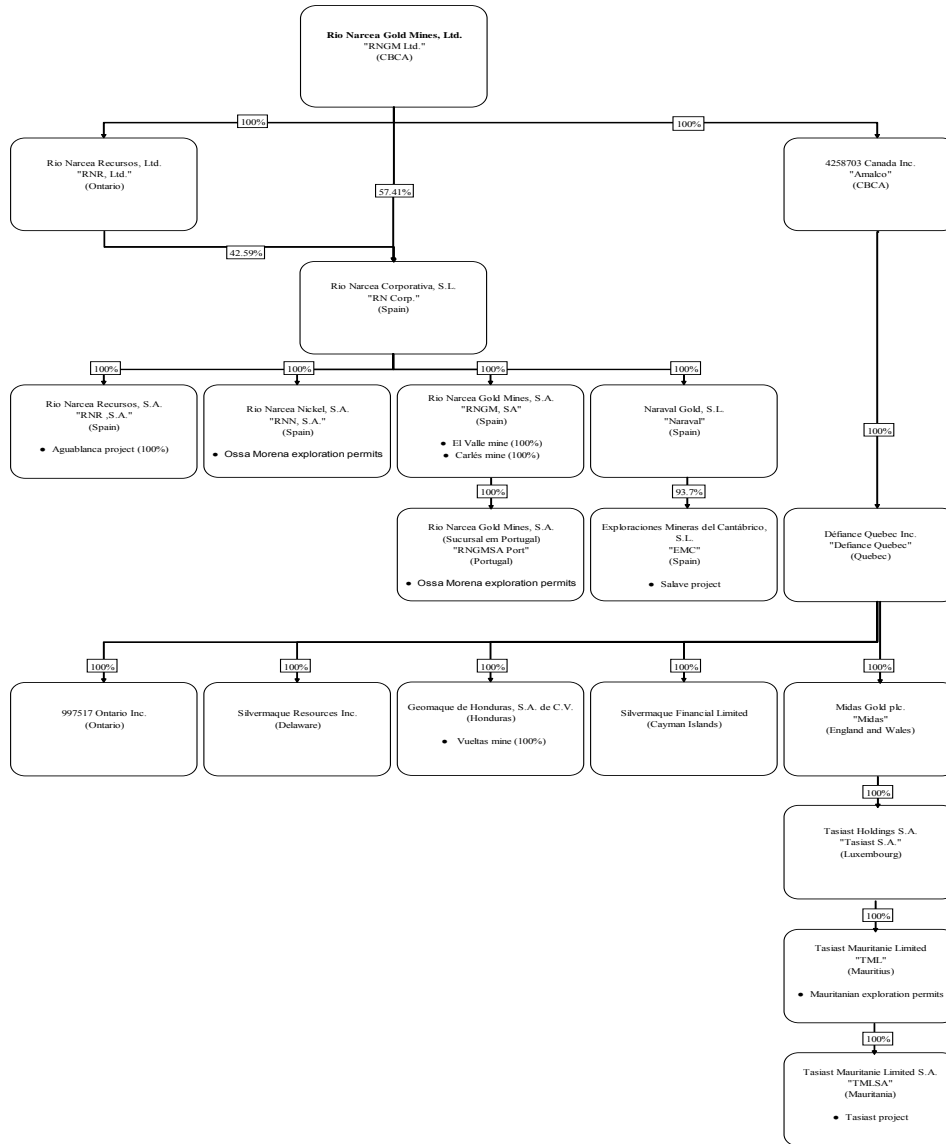 Rio Narcea Gold Mines, Ltd.
"RNGM Ltd."
(CBCA)
100%
100%
Rio Narcea Recursos, Ltd.
"RNR, Ltd."
(Ontario)
57.41%
4258703 Canada Inc.
"Amalco"
(CBCA)
42.59%
Rio Narcea Corporativa, S.L.
"RN Corp."
(Spain)
100%
100%
100%
100%
Rio Narcea Recursos, S.A.
"RNR ,S.A."
(Spain)
• Aguablanca project (100%)
Rio Narcea Nickel, S.A.
"RNN, S.A."
(Spain)
• Ossa Morena exploration permits
Rio Narcea Gold Mines, S.A.
"RNGM, SA"
(Spain)
• El Valle mine (100%)
• Carlés mine (100%)
Naraval Gold, S.L.
"Naraval"
(Spain)
100%
100%
93.7%
Rio Narcea Gold Mines, S.A.
(Sucursal em Portugal)
"RNGMSA Port"
(Portugal)
• Ossa Morena exploration permits
Exploraciones Mineras del Cantábrico,
S.L.
"EMC"
(Spain)
• Salave project
Défiance Quebec Inc.
"Defiance Quebec"
(Quebec)
100%
100%
100%
100%
100%
997517 Ontario Inc.
(Ontario)
Silvermaque Resources Inc.
(Delaware)
Geomaque de Honduras, S.A. de C.V.
(Honduras)
• Vueltas mine (100%)
Silvermaque Financial Limited
(Cayman Islands)
Midas Gold plc.
"Midas"
(England and Wales)
100%
Tasiast Holdings S.A.
"Tasiast S.A."
(Luxembourg)
100%
Tasiast Mauritanie Limited
"TML"
(Mauritius)
• Mauritanian exploration permits
100%
Tasiast Mauritanie Limited S.A.
"TMLSA"
(Mauritania)
• Tasiast project